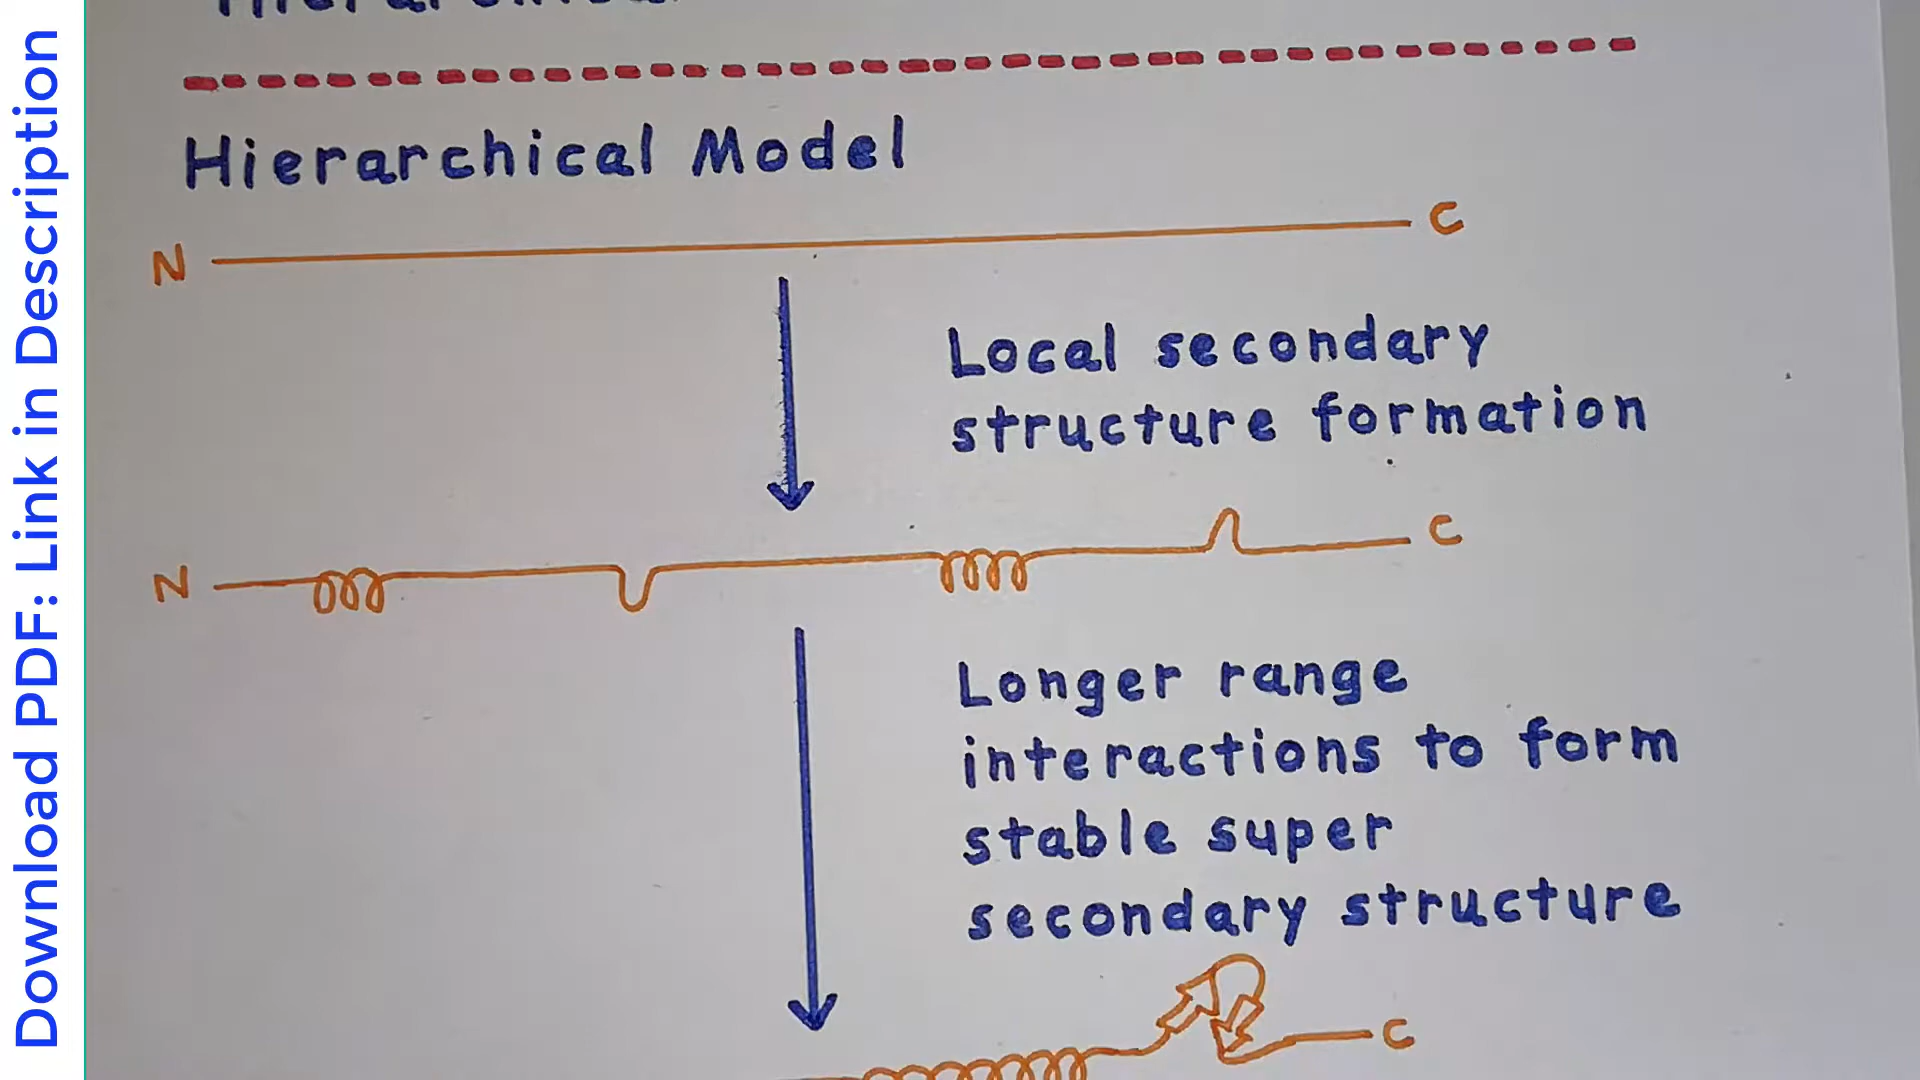 Download PDF: Link in Description
Hierarchical
Hierarchical Model
N C
Local secondary
structure formation
N C
Longer range
interactions to form
stable super
secondary structure
C